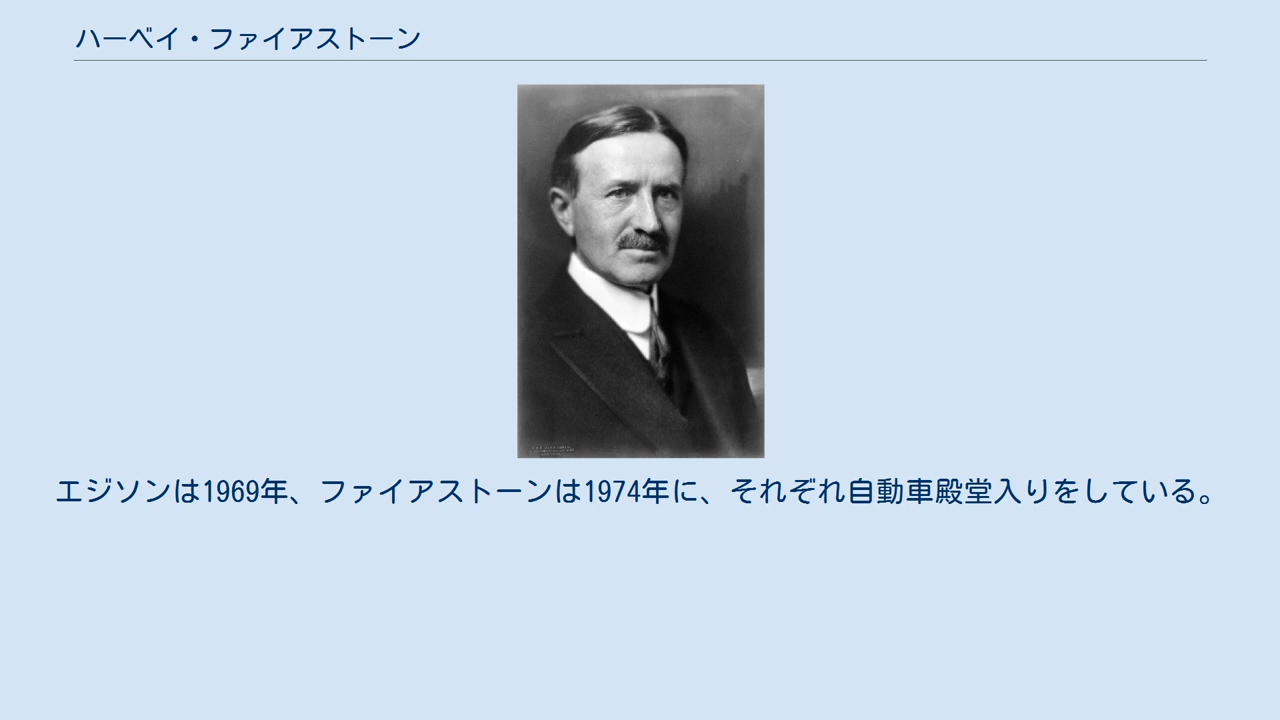 ハーベイ・ファイアストーン
エジソンは1969年、ファイアストーンは1974年に、それぞれ自動車殿堂入りをしている。